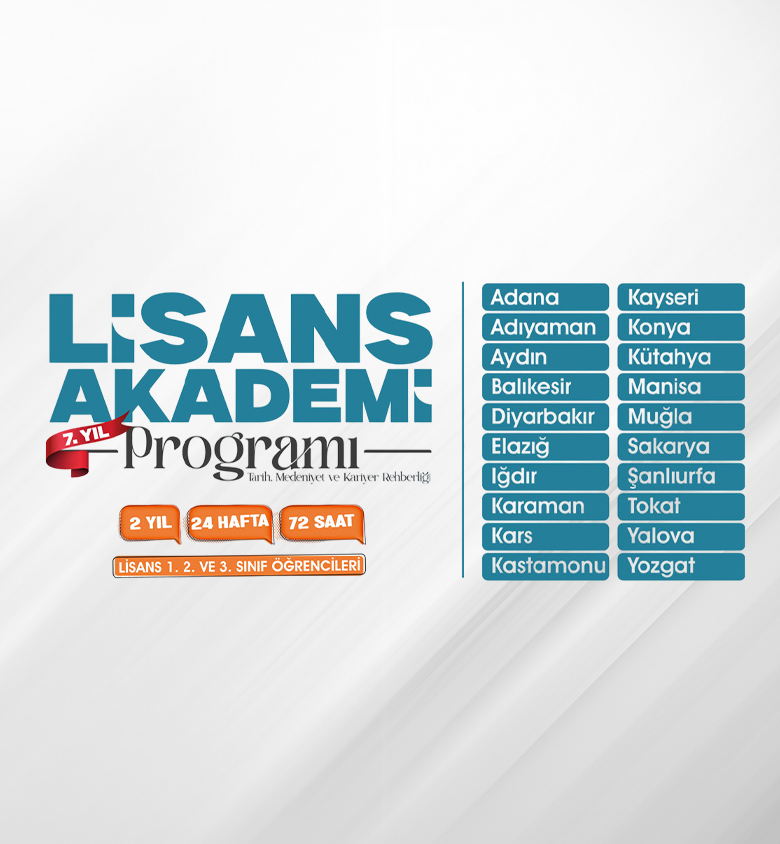 LİSANS
AKADEMİ
7. YIL
Programı
Tarih, Medeniyet ve Kariyer Rehberliği
2 YIL
24 HAFTA
72 SAAT
LİSANS 1. 2. VE 3. SINIF ÖĞRENCİLERİ
Adana
Adıyaman
Aydın
Balıkesir
Diyarbakır
Elazığ
Iğdır
Karaman
Kars
Kastamonu
Kayseri
Konya
Kütahya
Manisa
Muğla
Sakarya
Şanlıurfa
Tokat
Yalova
Yozgat